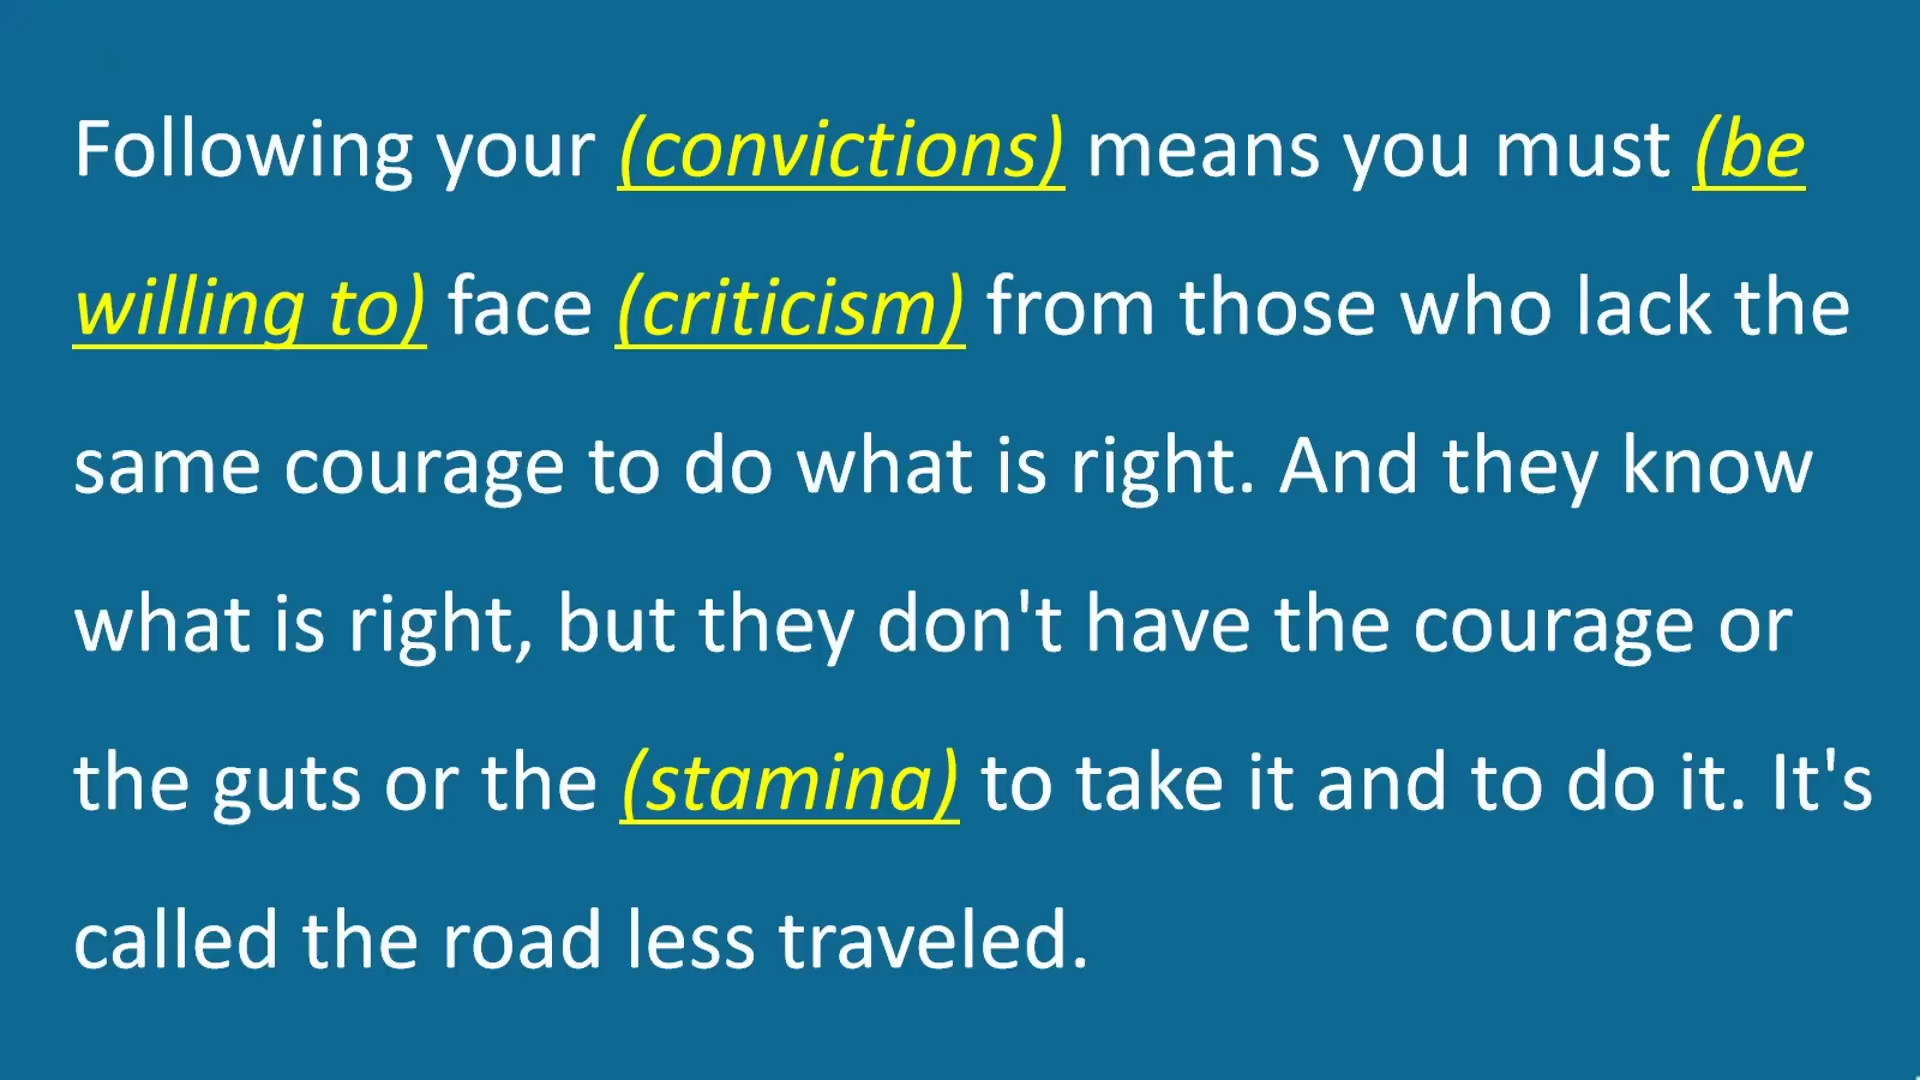 Following your (convictions) means you must (be
willing to) face (criticism) from those who lack the
same courage to do what is right. And they know
what is right, but they don't have the courage or
the guts or the (stamina) to take it and to do it. It's
called the road less traveled.